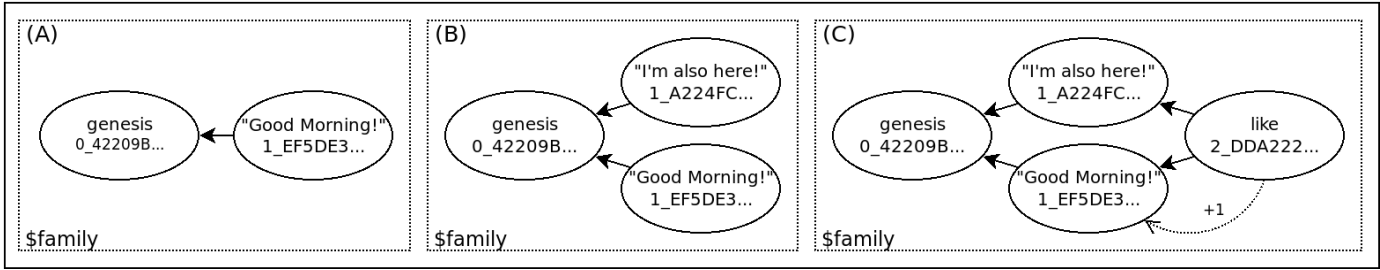 (A)
genesis
0_42209B...
"Good Morning!"
1_EF5DE3...
$family
(B)
"I'm also here!"
1_A224FC...
genesis
0_42209B...
"Good Morning!"
1_EF5DE3...
$family
(C)
"I'm also here!"
1_A224FC...
genesis
0_42209B...
like
2_DDA222...
"Good Morning!"
1_EF5DE3...
+1
$family